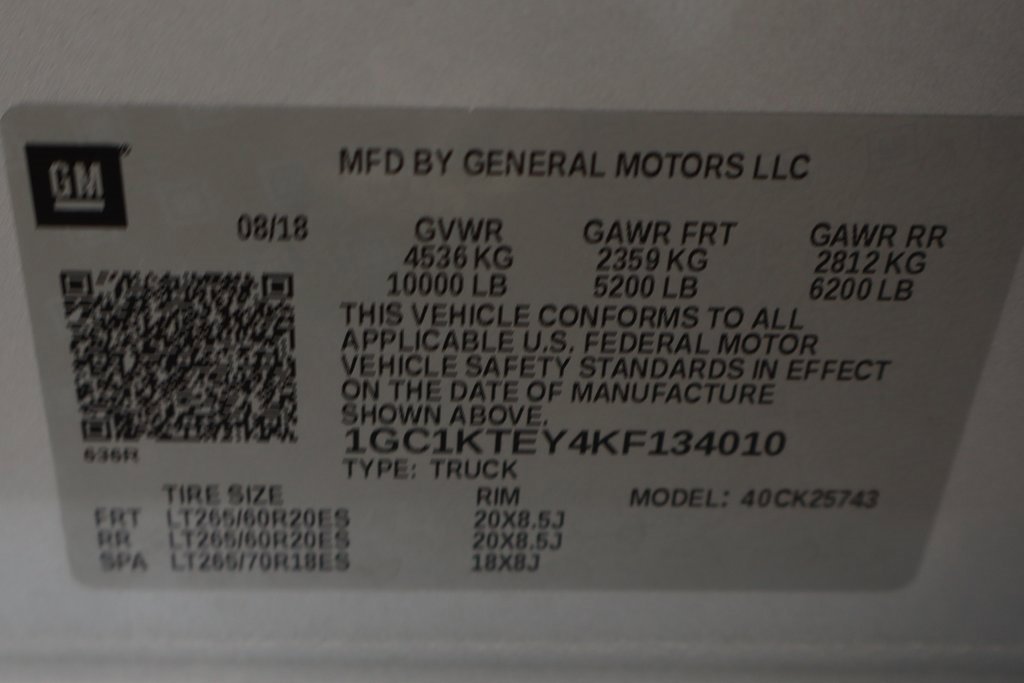 GM
MFD BY GENERAL MOTORS LLC
08/18 GVWR GAWR FRT GAWR RR
4536 KG 2359 KG 2812 KG
10000 LB 5200 LB 6200 LB
THIS VEHICLE CONFORMS TO ALL
APPLICABLE U.S. FEDERAL MOTOR
VEHICLE SAFETY STANDARDS IN EFFECT
ON THE DATE OF MANUFACTURE
SHOWN ABOVE.
1GC1KTEY4KF134010
636R
TYPE: TRUCK
TIRE SIZE RIM MODEL: 40CK25743
FRT LT265/60R20ES 20X8.5J
RR LT265/60R20ES 20X8.5J
SPA LT265/70R18ES 18X8J